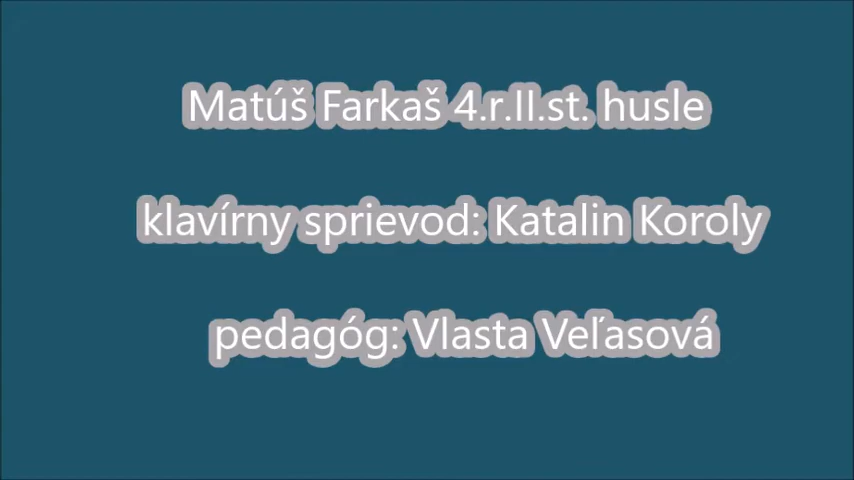 Matúš Farkaš 4.r.II.st. husle
klavírny sprievod: Katalin Koroly
pedagóg: Vlasta Veľasová